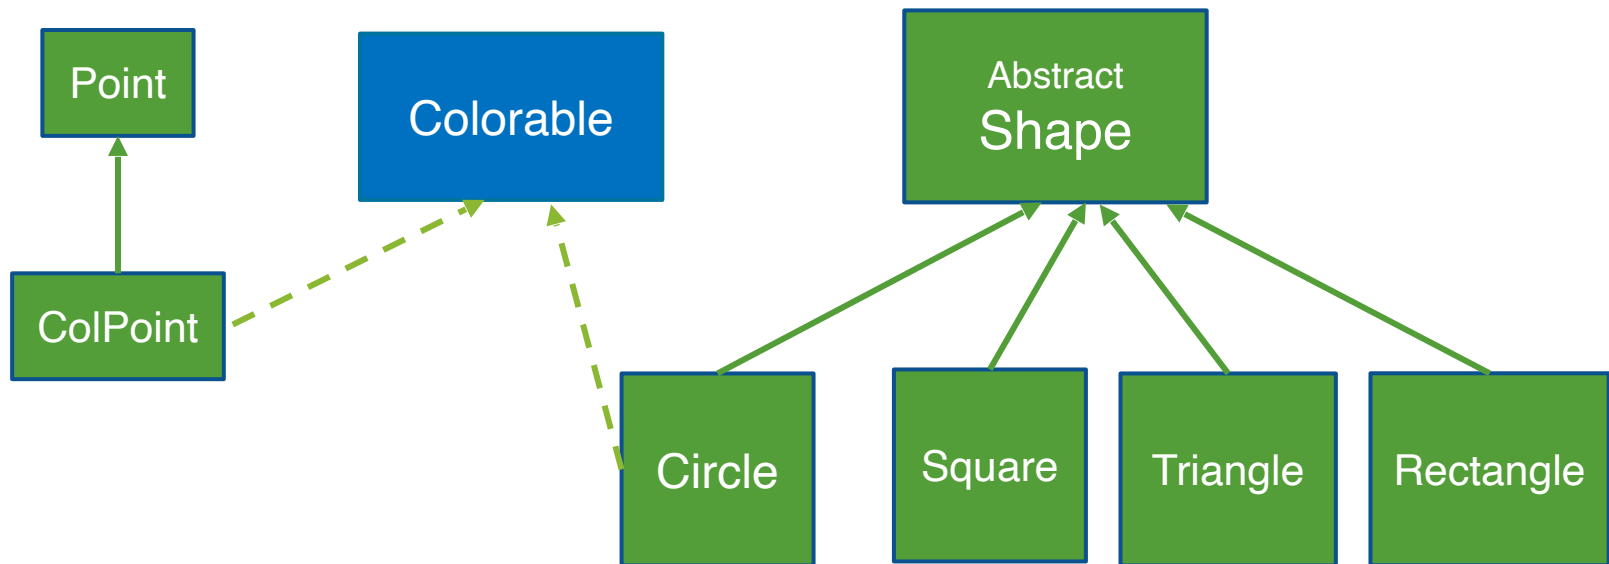 Point
Colorable
Abstract
Shape
ColPoint
Circle
Square
Triangle
Rectangle